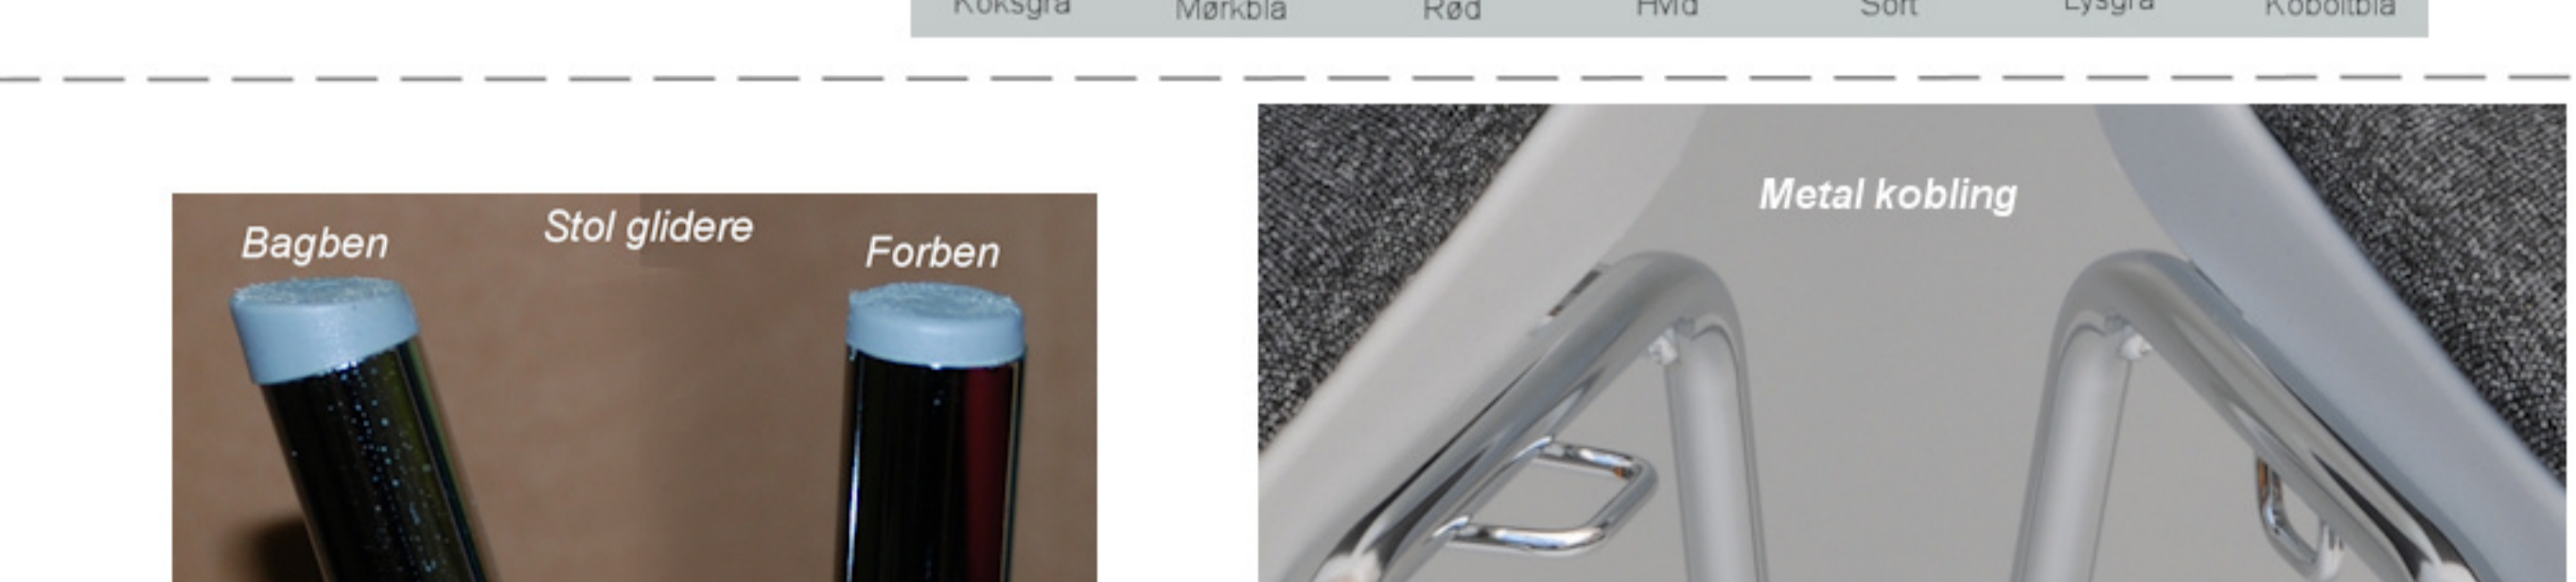 Koksgrå Mørkblå Rød Hvid Sort Lysgrå Koboltblå
Bagben Stol glidere Forben
Metal kobling